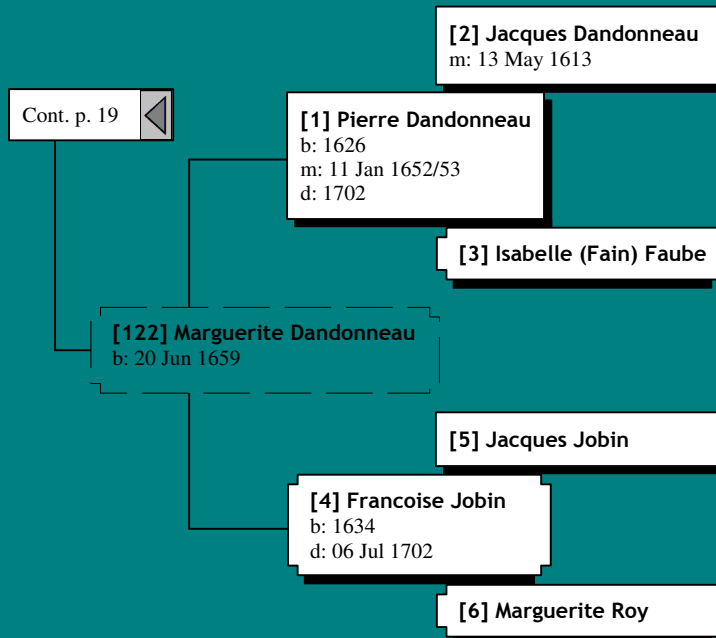 [2] Jacques Dandonneau
m: 13 May 1613
Cont. p. 19
[1] Pierre Dandonneau
b: 1626
m: 11 Jan 1652/53
d: 1702
[3] Isabelle (Fain) Faube
[122] Marguerite Dandonneau
b: 20 Jun 1659
[5] Jacques Jobin
[4] Francoise Jobin
b: 1634
d: 06 Jul 1702
[6] Marguerite Roy